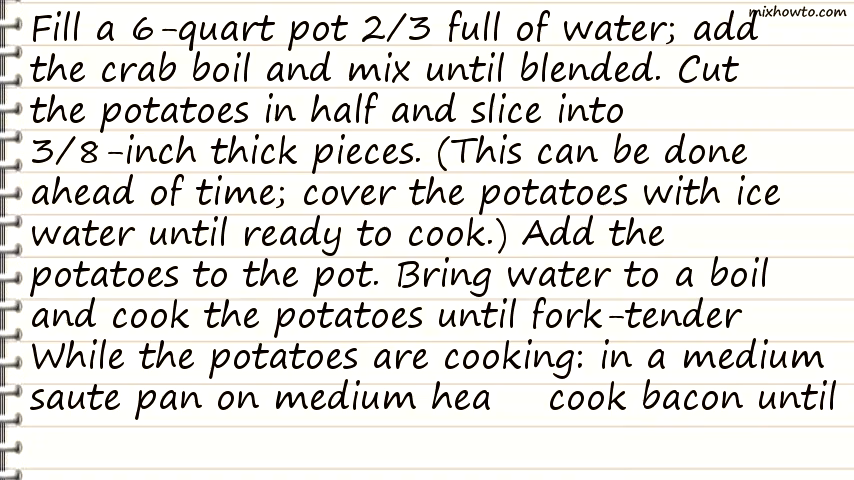 mixhowto.com
Fill a 6-quart pot 2/3 full of water; add
the crab boil and mix until blended. Cut
the potatoes in half and slice into
3/8-inch thick pieces. (This can be done
ahead of time; cover the potatoes with ice
water until ready to cook.) Add the
potatoes to the pot. Bring water to a boil
and cook the potatoes until fork-tender
While the potatoes are cooking: in a medium
saute pan on medium hea cook bacon until